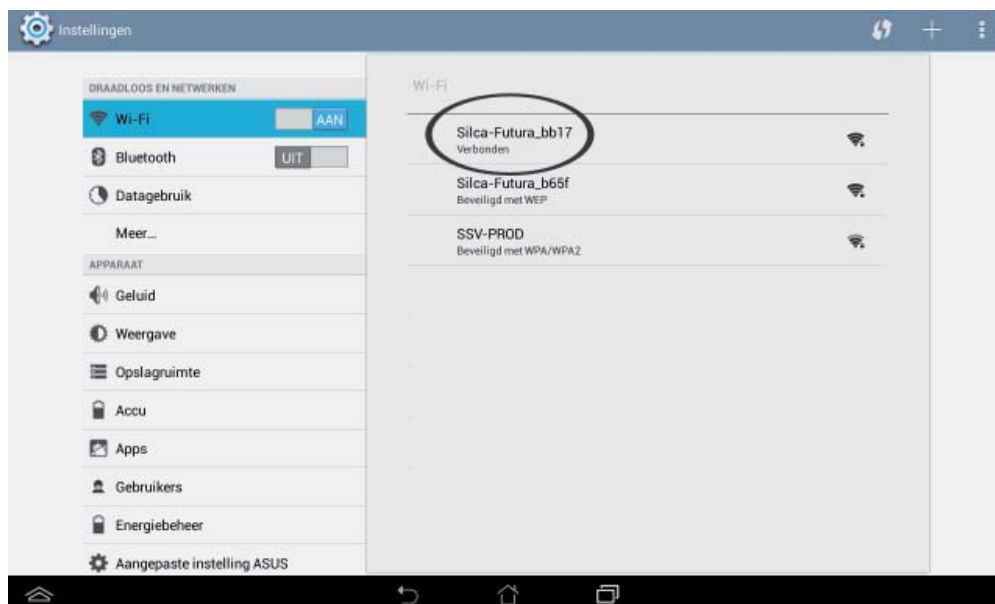 Instellingen
DRAADLOOS EN NETWERKEN
Wi-Fi
AAN
Bluetooth
UIT
Datagebruik
Meer...
APPARAAT
Geluid
Weergave
Opslagruimte
Accu
Apps
Gebruikers
Energiebeheer
Aangepaste instelling ASUS
Wi-Fi
Silca-Futura_bb17
Verbonden
Silca-Futura_b65f
Beveiligd met WEP
SSV-PROD
Beveiligd met WPA/WPA2